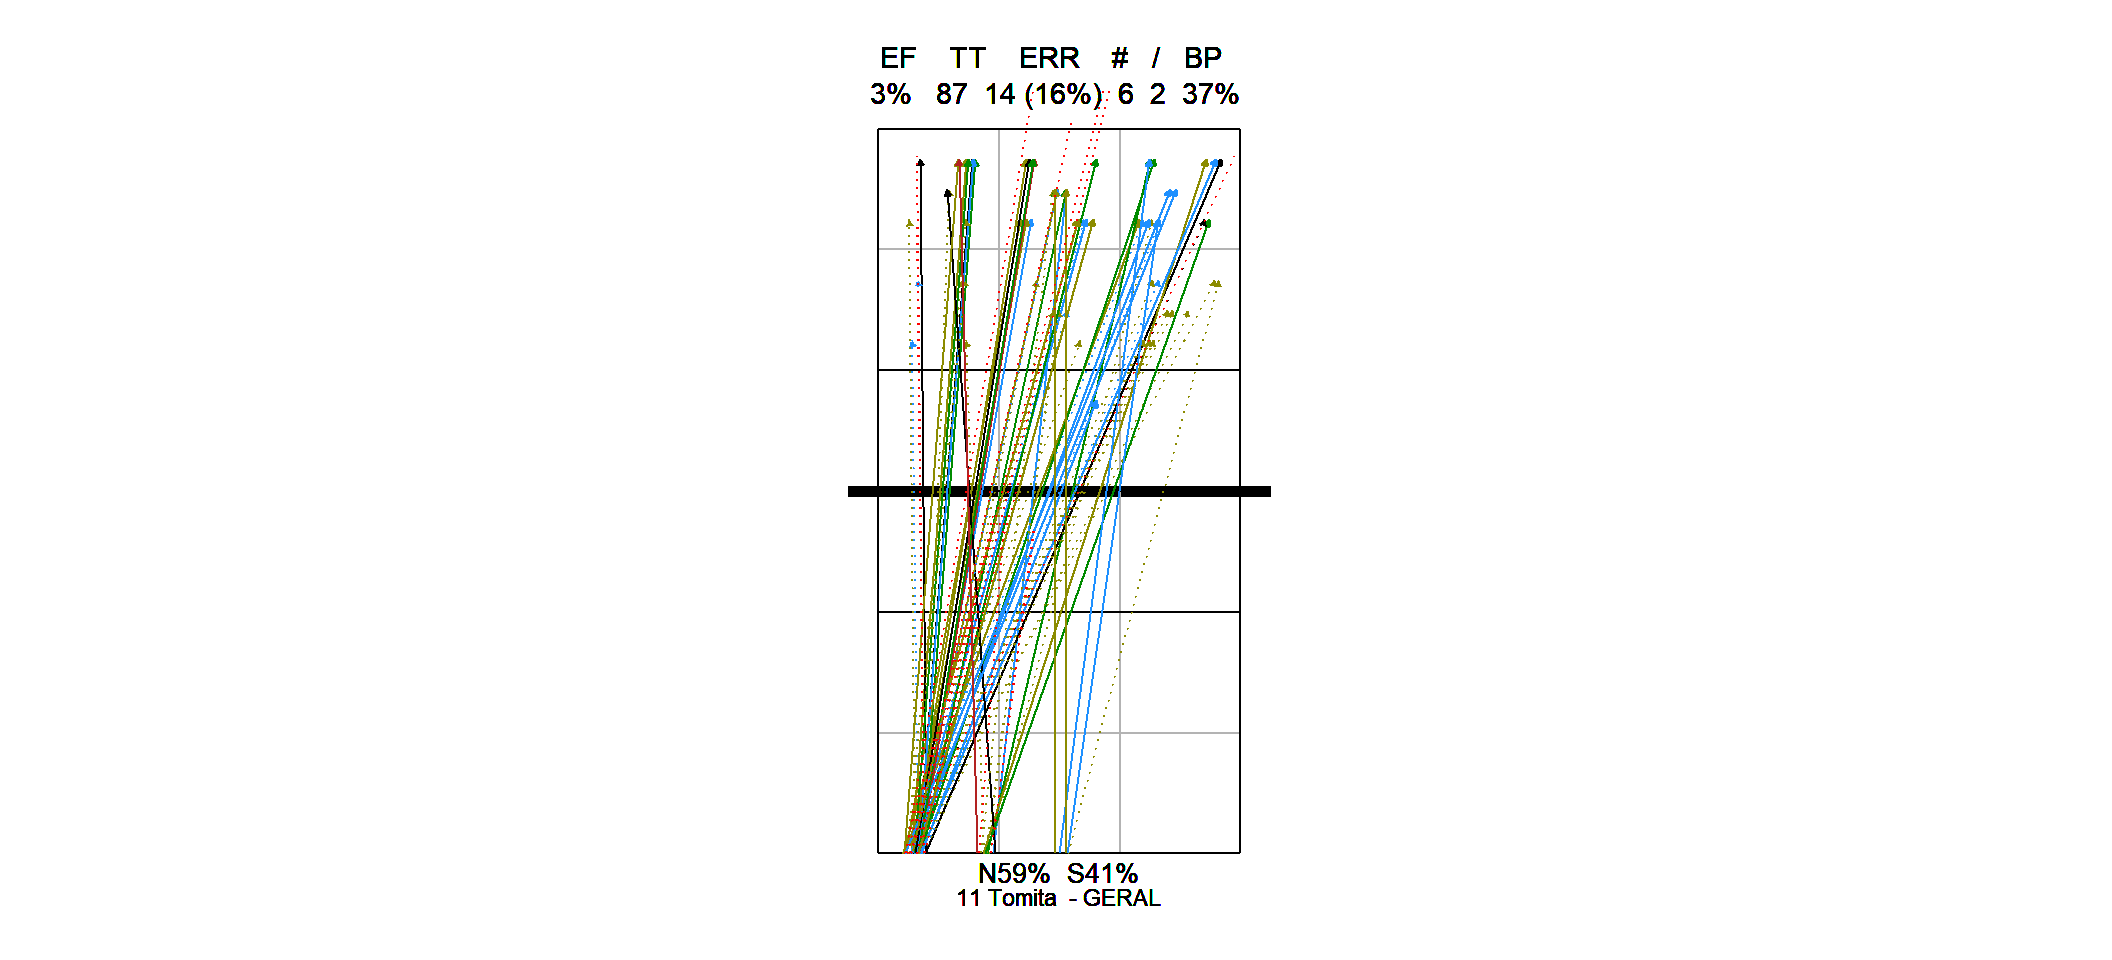 EF TT ERR # / BP
3% 87 14 (16%) 6 2 37%
N59% S41%
11 Tomita - GERAL